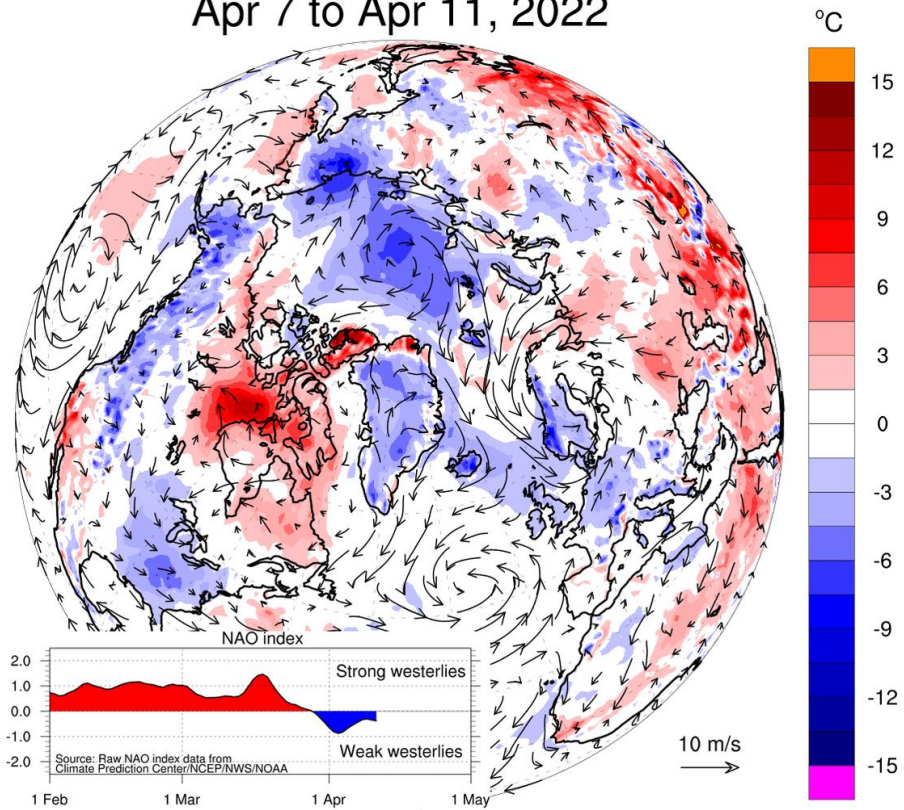 Apr 7 to Apr 11, 2022
°C
15
12
9
6
3
0
-3
-6
-9
-12
-15
10 m/s
NAO index
2.0
1.0
0.0
-1.0
-2.0
Strong westerlies
Weak westerlies
Source: Raw NAO index data from
Climate Prediction Center/NCEP/NWS/NOAA
1 Feb 1 Mar 1 Apr 1 May